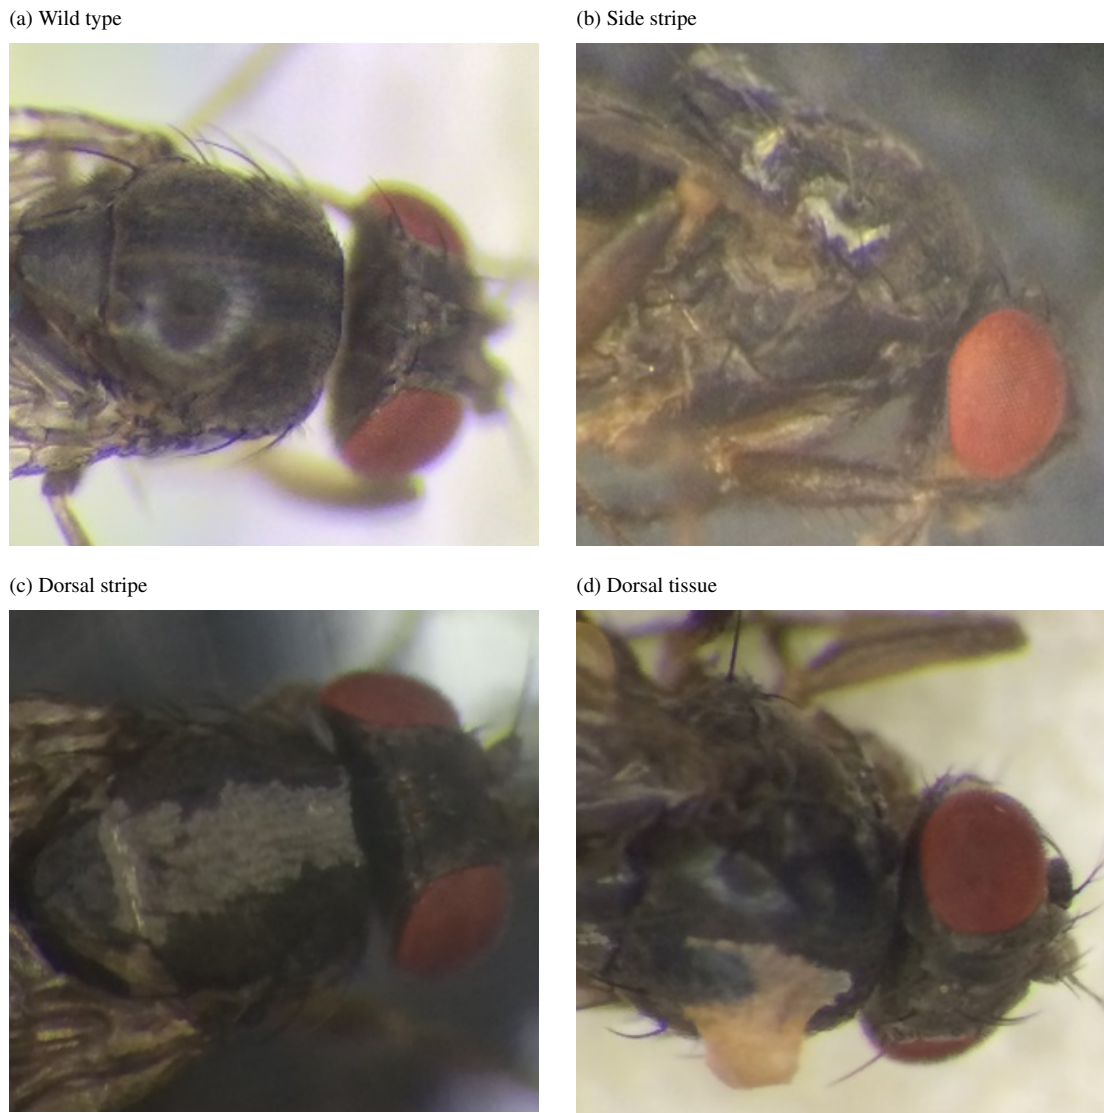 (a) Wild type
(b) Side stripe
(c) Dorsal stripe
(d) Dorsal tissue